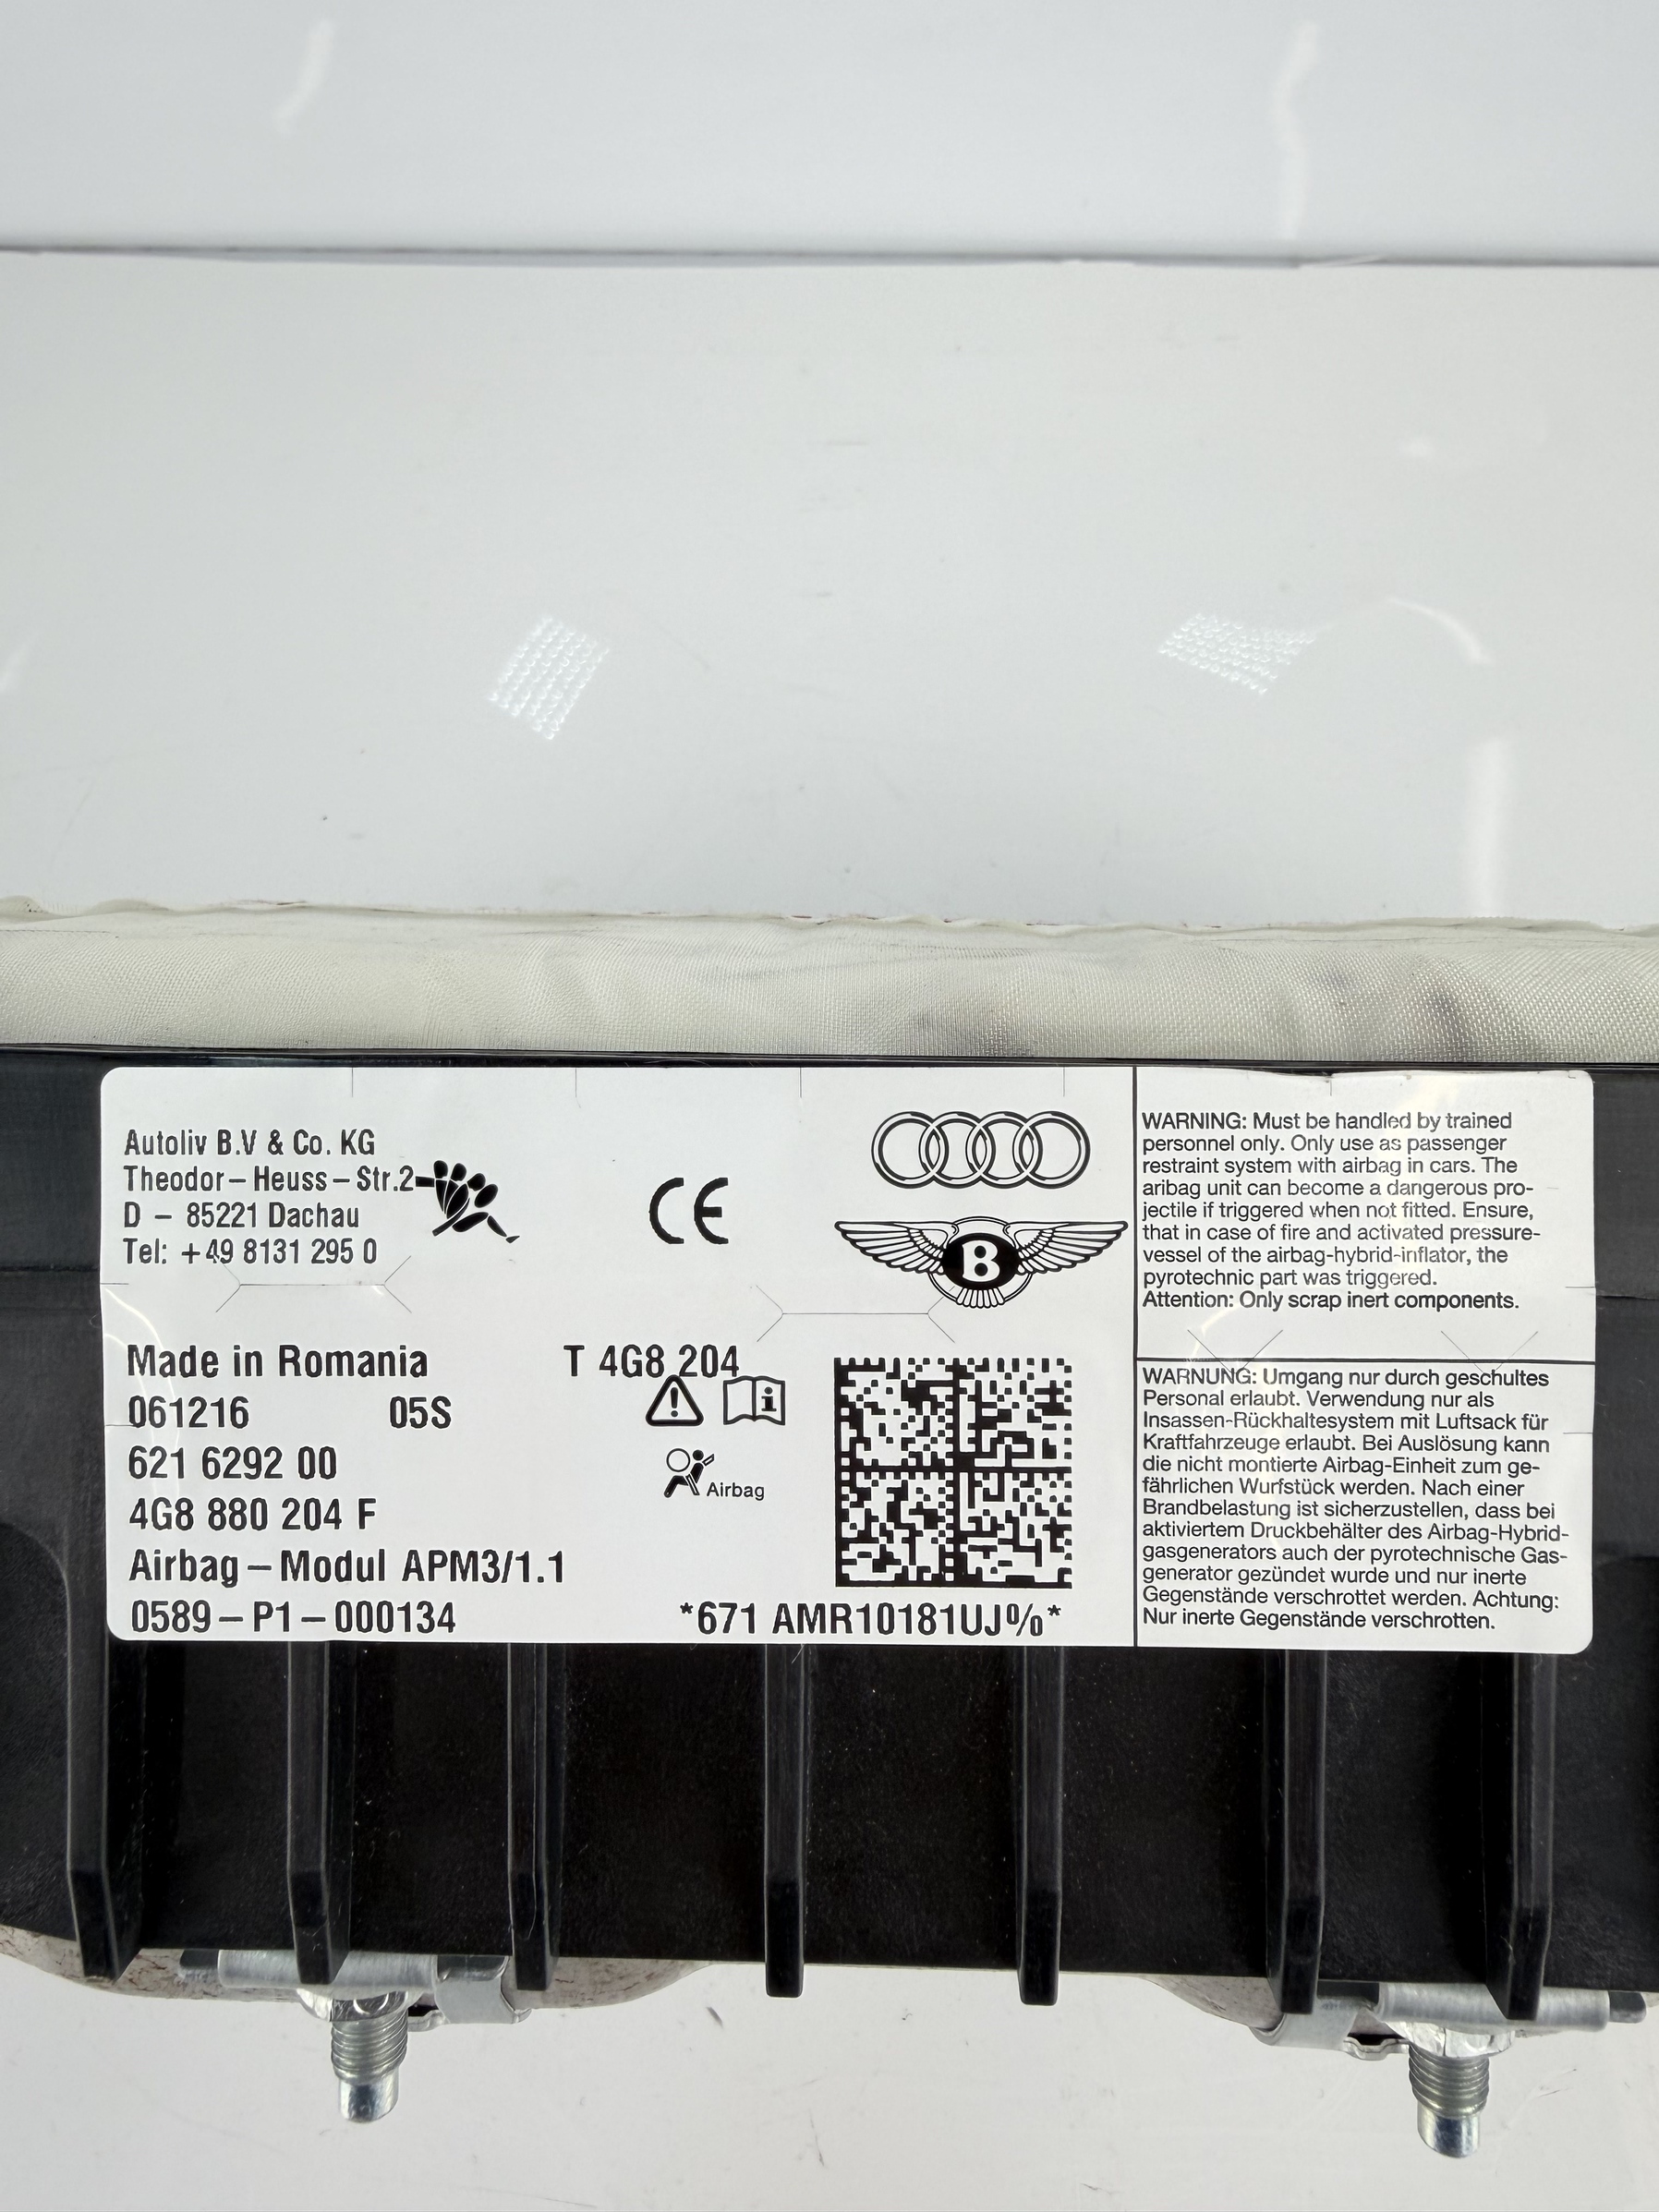 Autoliv B.V & Co. KG
Theodor-Heuss-Str.2
D - 85221 Dachau
Tel: +49 8131 295 0
CE
B
Made in Romania T 4G8 204
061216 05S
621 6292 00
4G8 880 204 F
Airbag
Airbag-Modul APM3/1.1
0589-P1-000134 *671 AMR10181UJ%*
WARNING: Must be handled by trained
personnel only. Only use as passenger
restraint system with airbag in cars. The
aribag unit can become a dangerous pro-
jectile if triggered when not fitted. Ensure,
that in case of fire and activated pressure-
vessel of the airbag-hybrid-inflator, the
pyrotechnic part was triggered.
Attention: Only scrap inert components.
WARNUNG: Umgang nur durch geschultes
Personal erlaubt. Verwendung nur als
Insassen-Rückhaltesystem mit Luftsack für
Kraftfahrzeuge erlaubt. Bei Auslösung kann
die nicht montierte Airbag-Einheit zum ge-
fährlichen Wurfstück werden. Nach einer
Brandbelastung ist sicherzustellen, dass bei
aktiviertem Druckbehälter des Airbag-Hybrid-
gasgenerators auch der pyrotechnische Gas-
generator gezündet wurde und nur inerte
Gegenstände verschrottet werden. Achtung:
Nur inerte Gegenstände verschrotten.